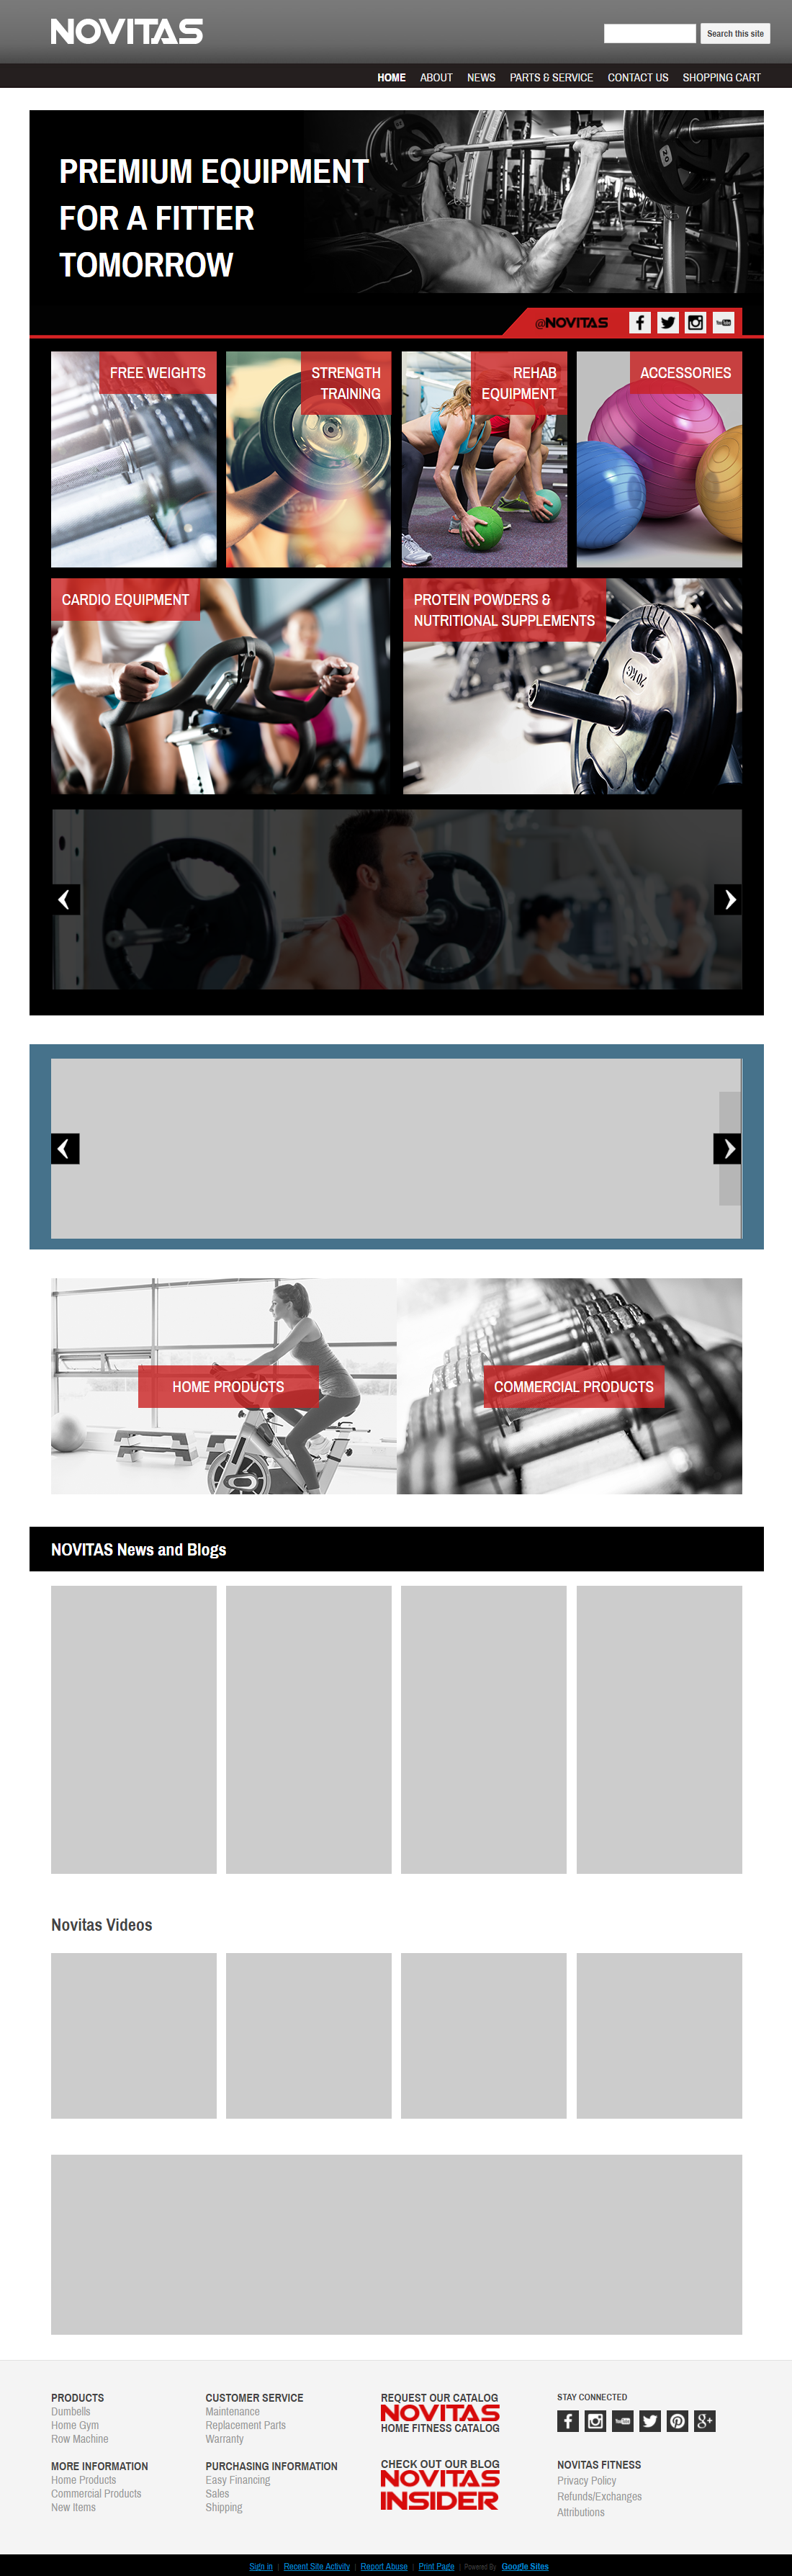 NOVITAS
Search this site
HOME ABOUT NEWS PARTS & SERVICE CONTACT US SHOPPING CART
PREMIUM EQUIPMENT
FOR A FITTER
TOMORROW
@NOVITAS
You Tube
FREE WEIGHTS
STRENGTH
TRAINING
REHAB
EQUIPMENT
ACCESSORIES
CARDIO EQUIPMENT
PROTEIN POWDERS &
NUTRITIONAL SUPPLEMENTS
20KG
HOME PRODUCTS
COMMERCIAL PRODUCTS
NOVITAS News and Blogs
Novitas Videos
PRODUCTS
Dumbells
Home Gym
Row Machine
MORE INFORMATION
Home Products
Commercial Products
New Items
CUSTOMER SERVICE
Maintenance
Replacement Parts
Warranty
PURCHASING INFORMATION
Easy Financing
Sales
Shipping
REQUEST OUR CATALOG
NOVITAS
HOME FITNESS CATALOG
CHECK OUT OUR BLOG
NOVITAS
INSIDER
STAY CONNECTED
You Tube
NOVITAS FITNESS
Privacy Policy
Refunds/Exchanges
Attributions
Sign in | Recent Site Activity | Report Abuse | Print Page | Powered By Google Sites